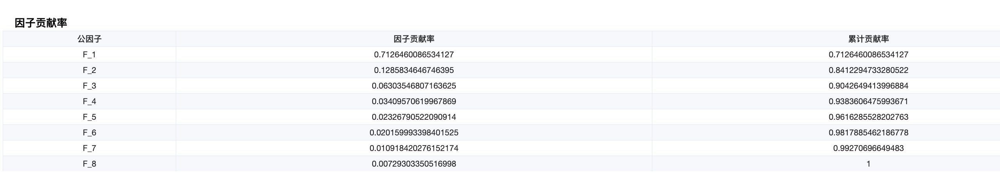 因子贡献率
公因子 因子贡献率 累计贡献率
F_1 0.7126460086534127 0.7126460086534127
F_2 0.1285834646746395 0.8412294733280522
F_3 0.06303546807163625 0.9042649413996884
F_4 0.03409570619967869 0.9383606475993671
F_5 0.02326790522090914 0.9616285528202763
F_6 0.020159993398401525 0.9817885462186778
F_7 0.010918420276152174 0.99270696649483
F_8 0.00729303350516998 1